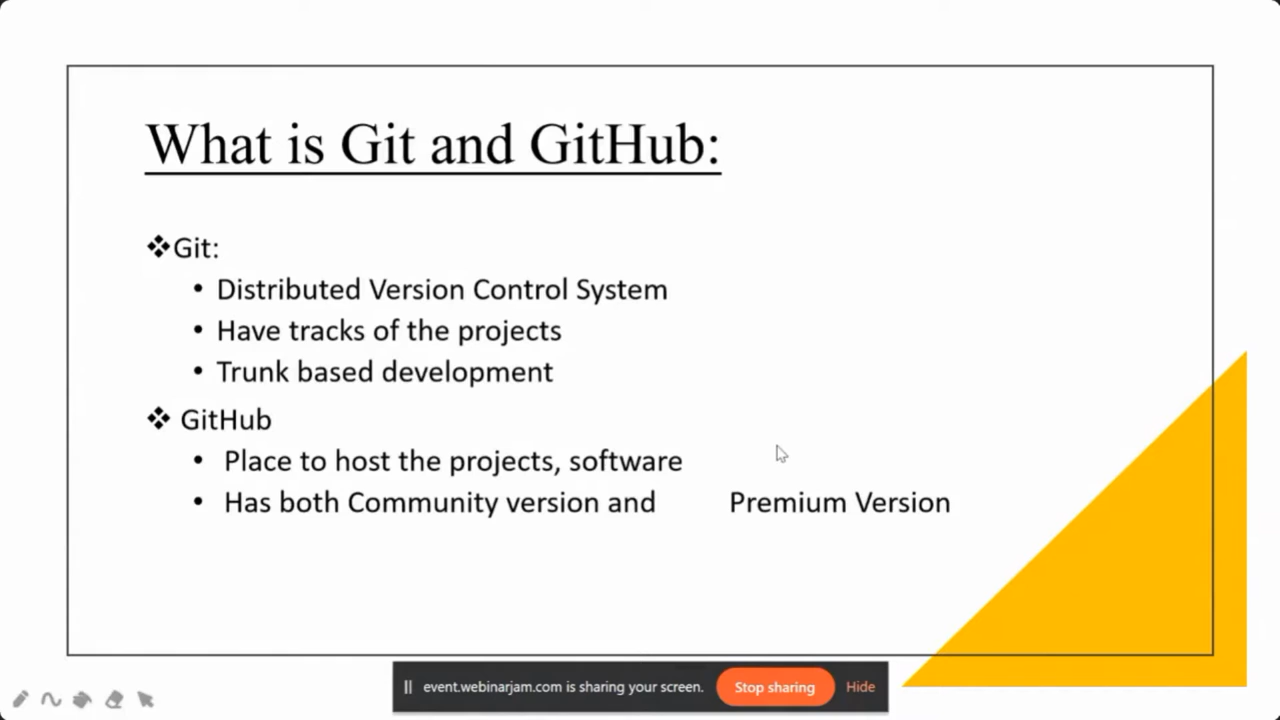 What is Git and GitHub:
❖Git:
• Distributed Version Control System
• Have tracks of the projects
• Trunk based development
❖ GitHub
• Place to host the projects, software
• Has both Community version and Premium Version
event.webinarjam.com is sharing your screen. Stop sharing Hide